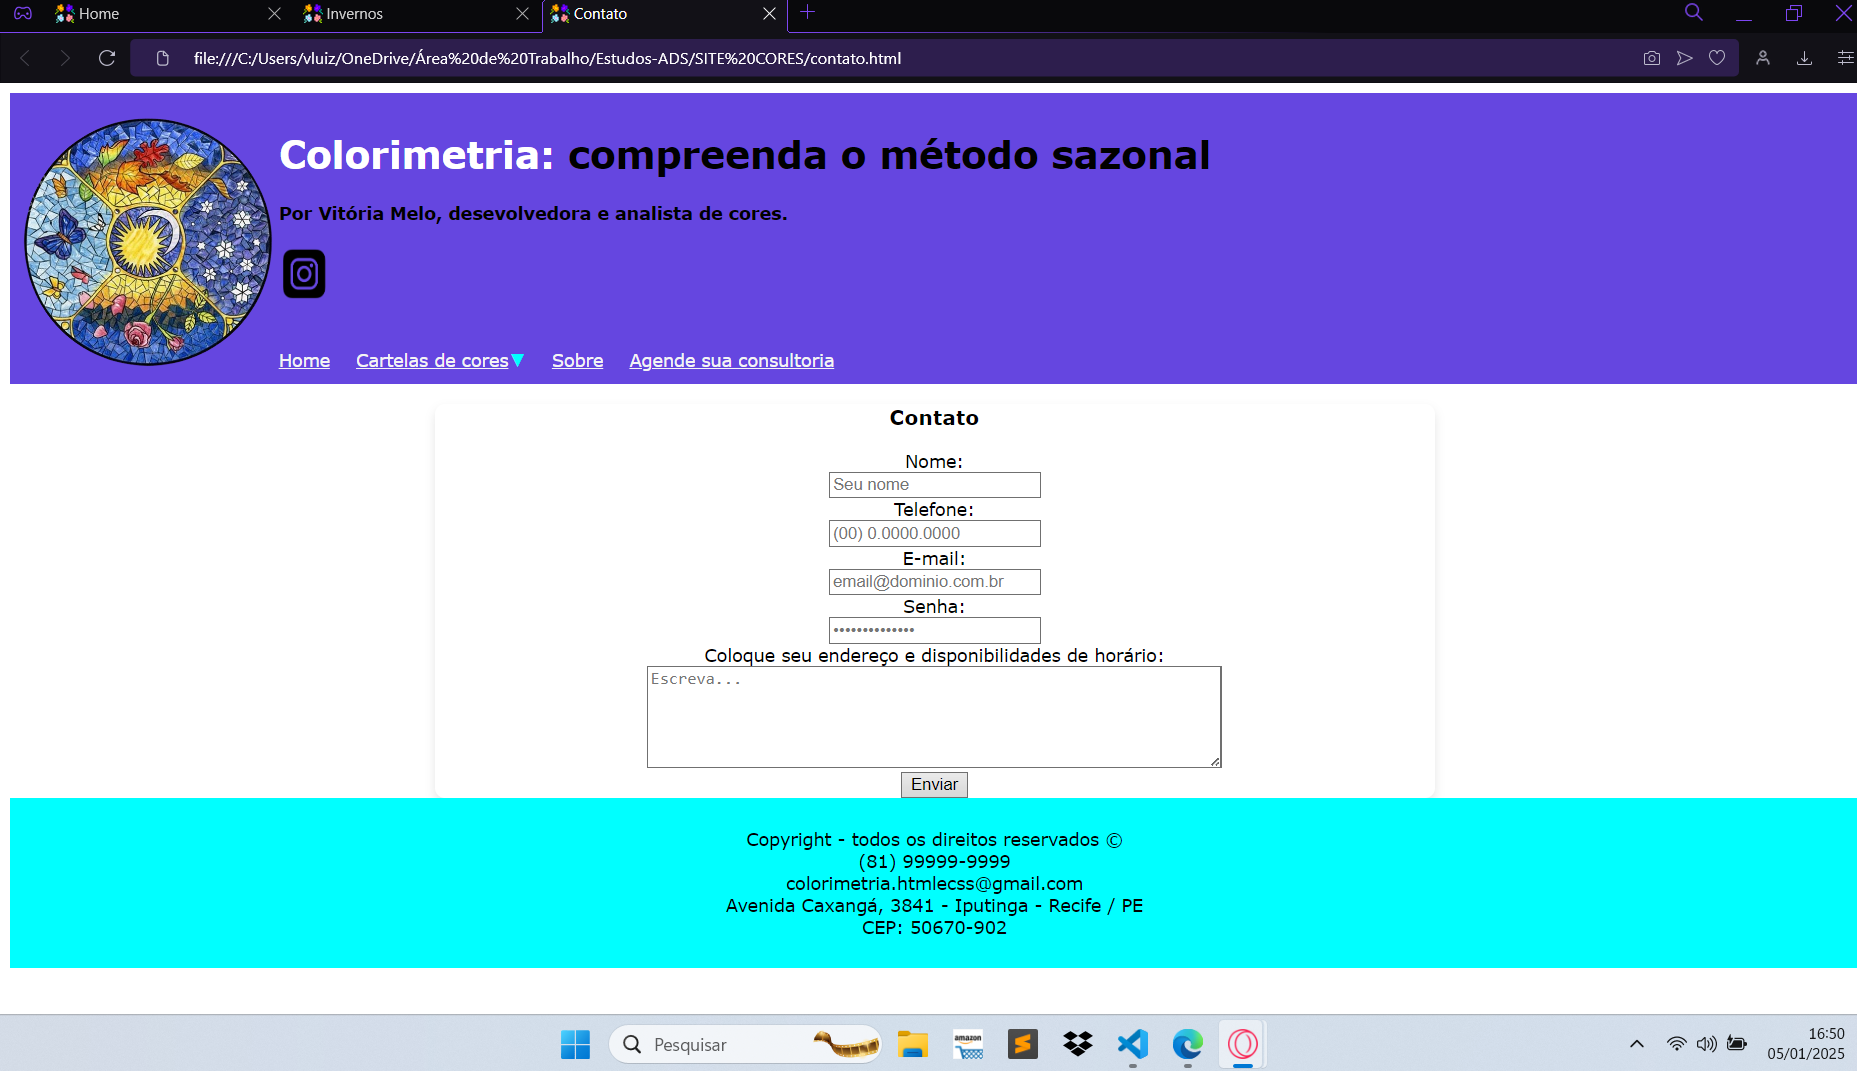 Home
Invernos
Contato
file:///C:/Users/vluiz/OneDrive/Área%20de%20Trabalho/Estudos-ADS/SITE%20CORES/contato.html
Colorimetria: compreenda o método sazonal
Por Vitória Melo, desevolvedora e analista de cores.
Home Cartelas de cores▼ Sobre Agende sua consultoria
Contato
Nome:
Seu nome
Telefone:
(00) 0.0000.0000
E-mail:
email@dominio.com.br
Senha:
••••••••••••••
Coloque seu endereço e disponibilidades de horário:
Escreva...
Enviar
Copyright - todos os direitos reservados ©
(81) 99999-9999
colorimetria.htmlecss@gmail.com
Avenida Caxangá, 3841 - Iputinga - Recife / PE
CEP: 50670-902
Pesquisar
amazon
16:50
05/01/2025